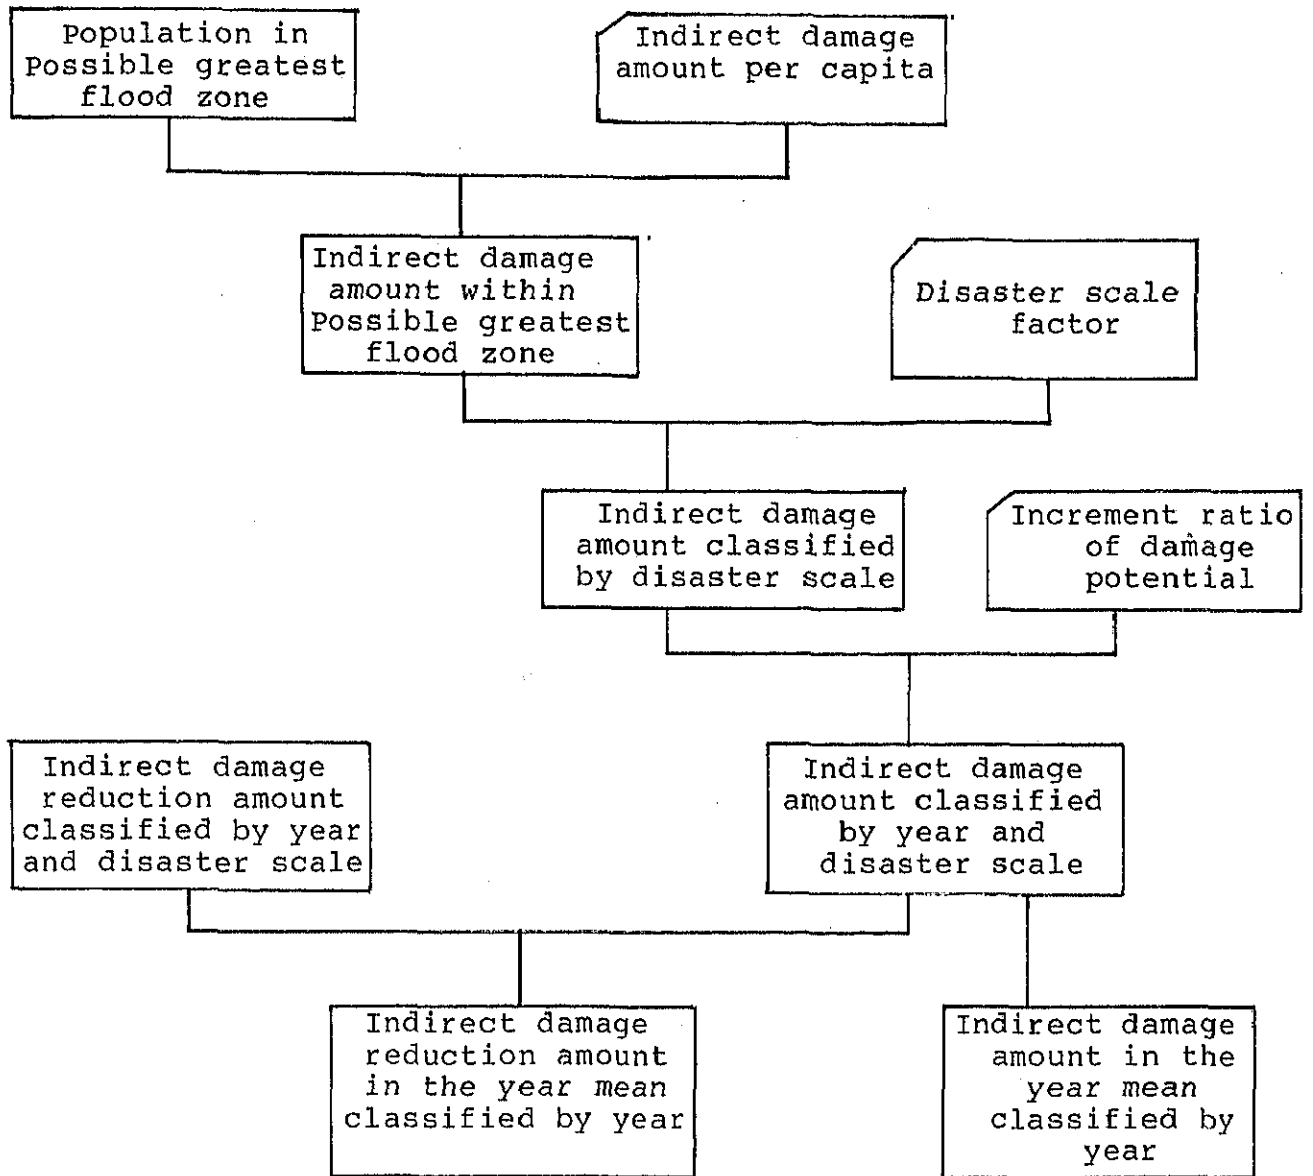 Population in
Possible greatest
flood zone
Indirect damage
amount per capita
Indirect damage
amount within
Possible greatest
flood zone
Disaster scale
factor
Indirect damage
amount classified
by disaster scale
Increment ratio
of damage
potential
Indirect damage
reduction amount
classified by year
and disaster scale
Indirect damage
amount classified
by year and
disaster scale
Indirect damage
reduction amount
in the year mean
classified by year
Indirect damage
amount in the
year mean
classified by
year